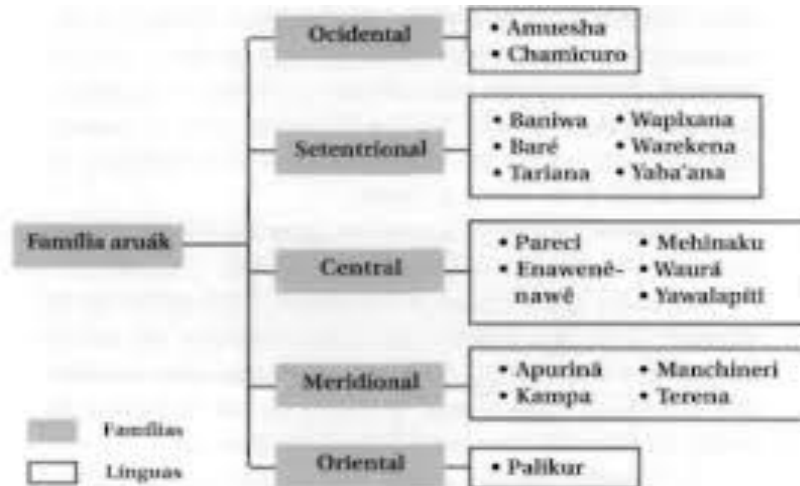 Ocidental
• Amuesha
• Chamicuro
Setentrional
• Baniwa • Wapixana
• Baré • Warekena
• Tariana • Yaba'ana
Família aruák
Central
• Pareci • Mehinaku
• Enawenê- • Waurá
nawê • Yawalapiti
Meridional
• Apurinã • Manchineri
• Kampa • Terena
Famílias
Oriental
• Palikur
Línguas